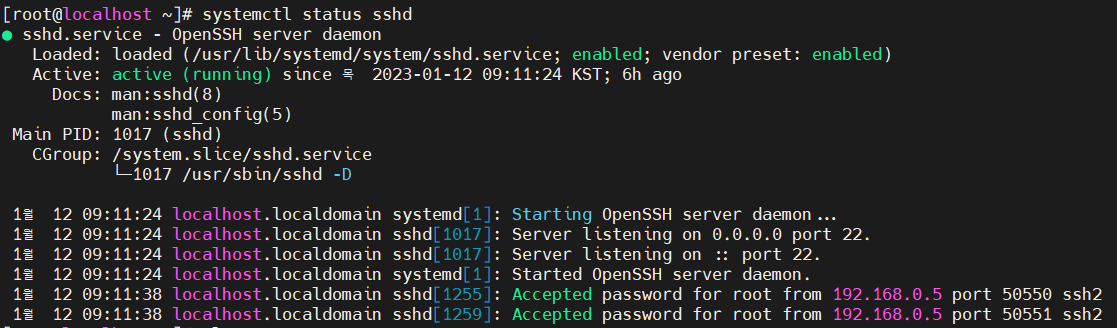 [root@localhost ~]# systemctl status sshd
● sshd.service - OpenSSH server daemon
Loaded: loaded (/usr/lib/systemd/system/sshd.service; enabled; vendor preset: enabled)
Active: active (running) since 목 2023-01-12 09:11:24 KST; 6h ago
Docs: man:sshd(8)
man:sshd_config(5)
Main PID: 1017 (sshd)
CGroup: /system.slice/sshd.service
└─1017 /usr/sbin/sshd -D
1월 12 09:11:24 localhost.localdomain systemd[1]: Starting OpenSSH server daemon...
1월 12 09:11:24 localhost.localdomain sshd[1017]: Server listening on 0.0.0.0 port 22.
1월 12 09:11:24 localhost.localdomain sshd[1017]: Server listening on :: port 22.
1월 12 09:11:24 localhost.localdomain systemd[1]: Started OpenSSH server daemon.
1월 12 09:11:38 localhost.localdomain sshd[1255]: Accepted password for root from 192.168.0.5 port 50550 ssh2
1월 12 09:11:38 localhost.localdomain sshd[1259]: Accepted password for root from 192.168.0.5 port 50551 ssh2